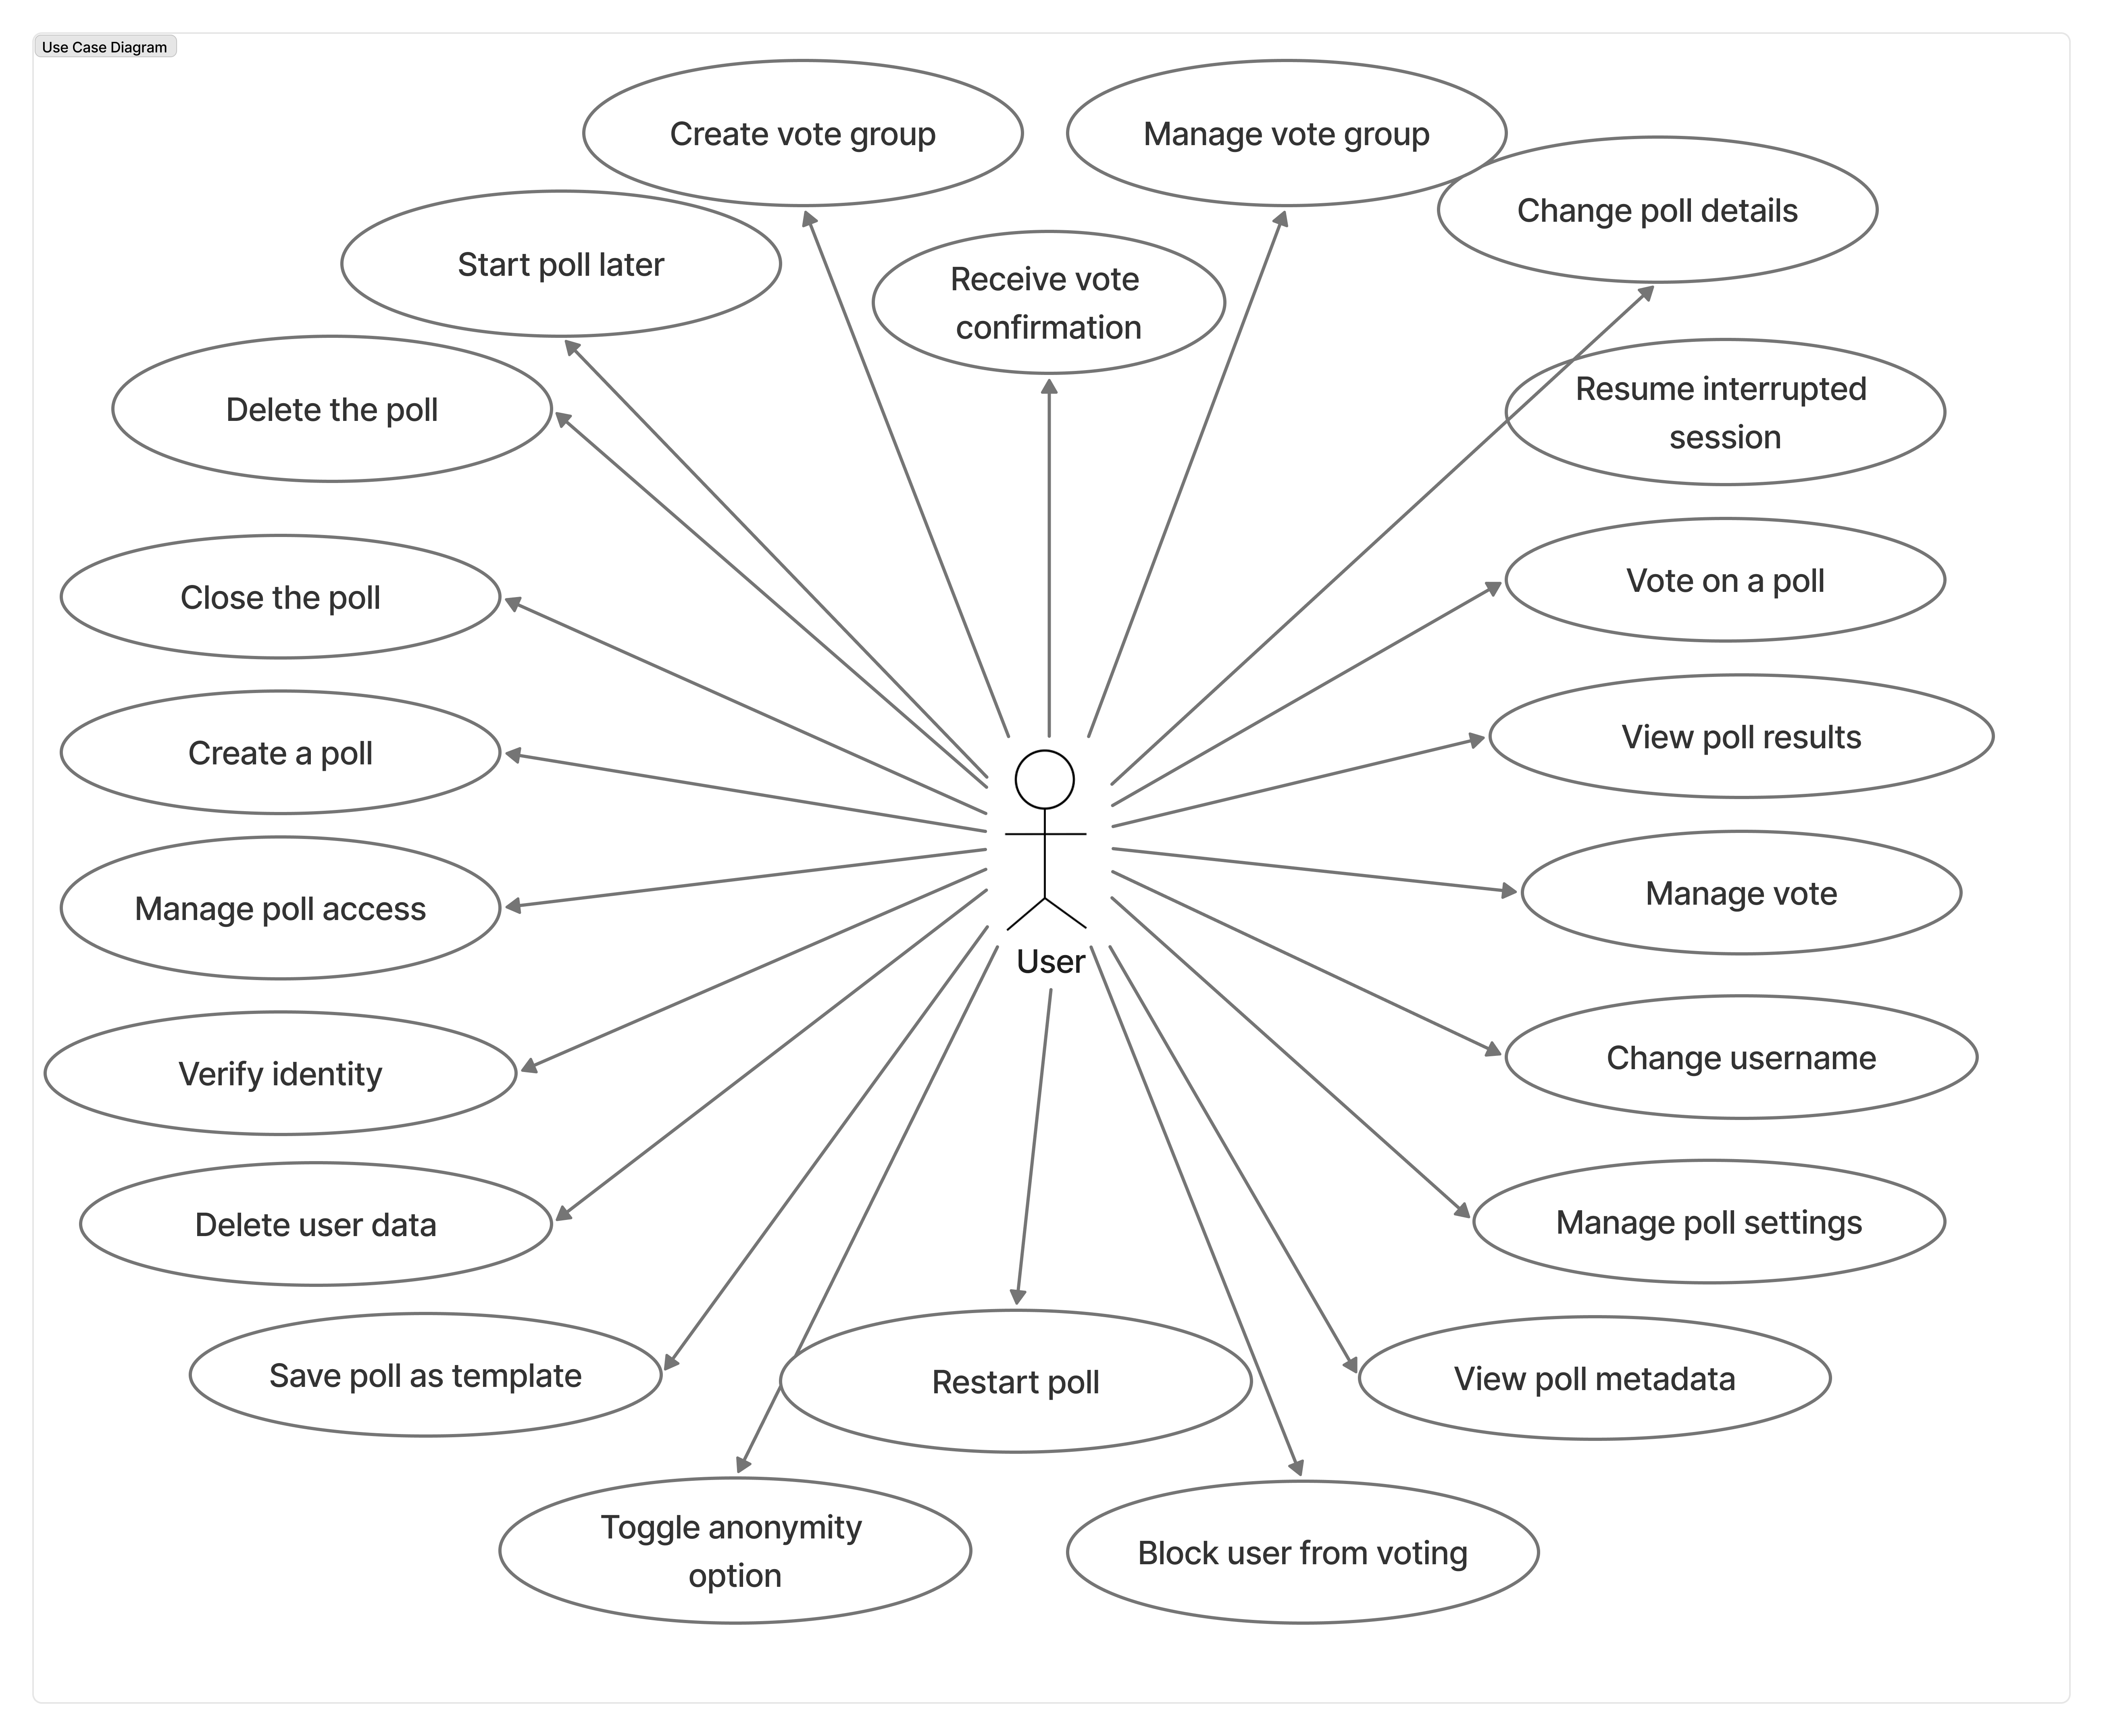 Use Case Diagram
Create vote group
Manage vote group
Change poll details
Start poll later
Receive vote
confirmation
Delete the poll
Resume interrupted
session
Close the poll
Vote on a poll
Create a poll
View poll results
Manage poll access
Manage vote
User
Verify identity
Change username
Delete user data
Manage poll settings
Save poll as template
Restart poll
View poll metadata
Toggle anonymity
option
Block user from voting